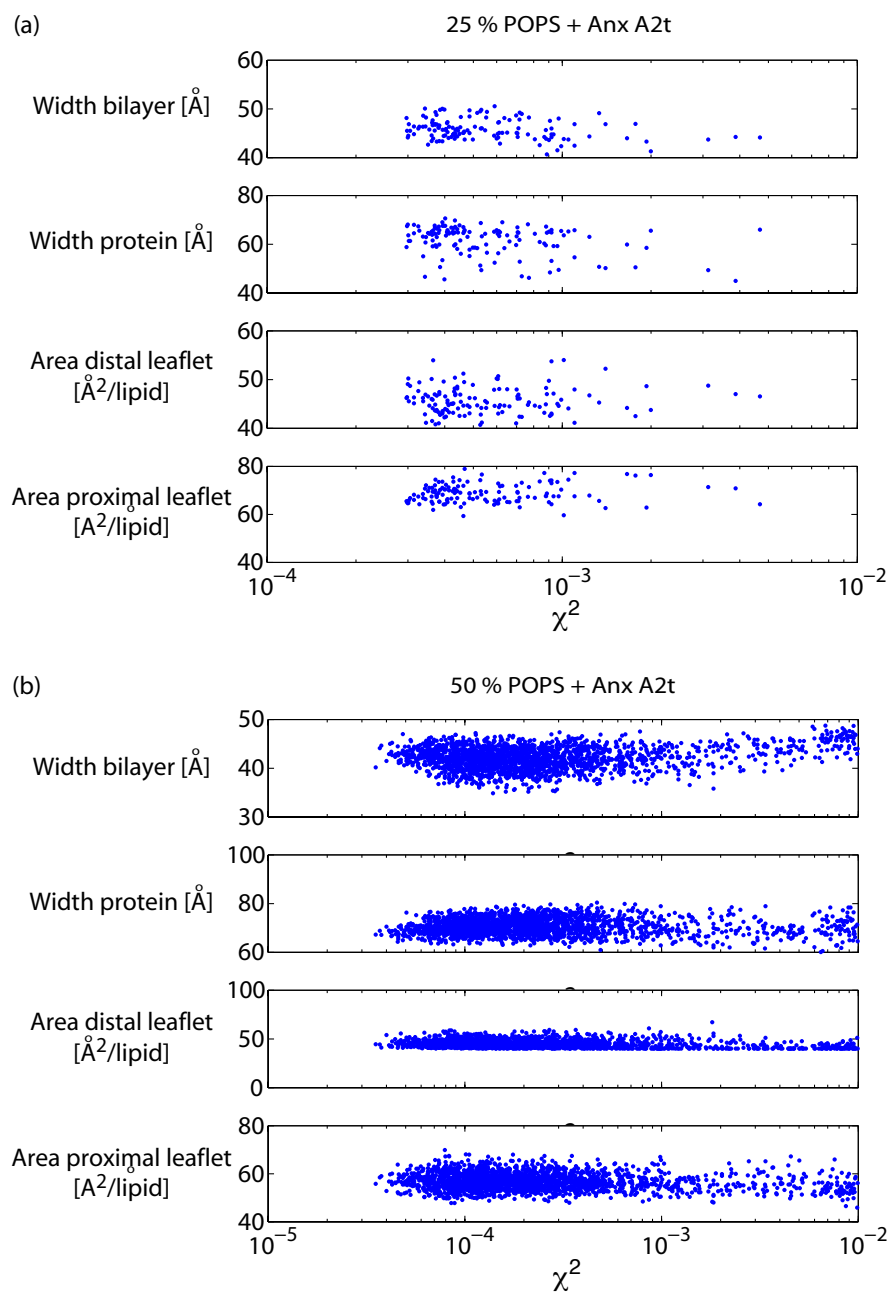 (a)
25 % POPS + Anx A2t
60
Width bilayer [Å]
50
40
80
Width protein [Å]
60
40
60
Area distal leaflet
50
[Å²/lipid]
40
80
Area proximal leaflet
60
[Å²/lipid]
40
10⁻⁴
10⁻³
10⁻²
χ²
(b)
50 % POPS + Anx A2t
50
Width bilayer [Å]
40
30
100
Width protein [Å]
80
60
100
Area distal leaflet
50
[Å²/lipid]
0
80
Area proximal leaflet
60
[Å²/lipid]
40
10⁻⁵
10⁻⁴
10⁻³
10⁻²
χ²